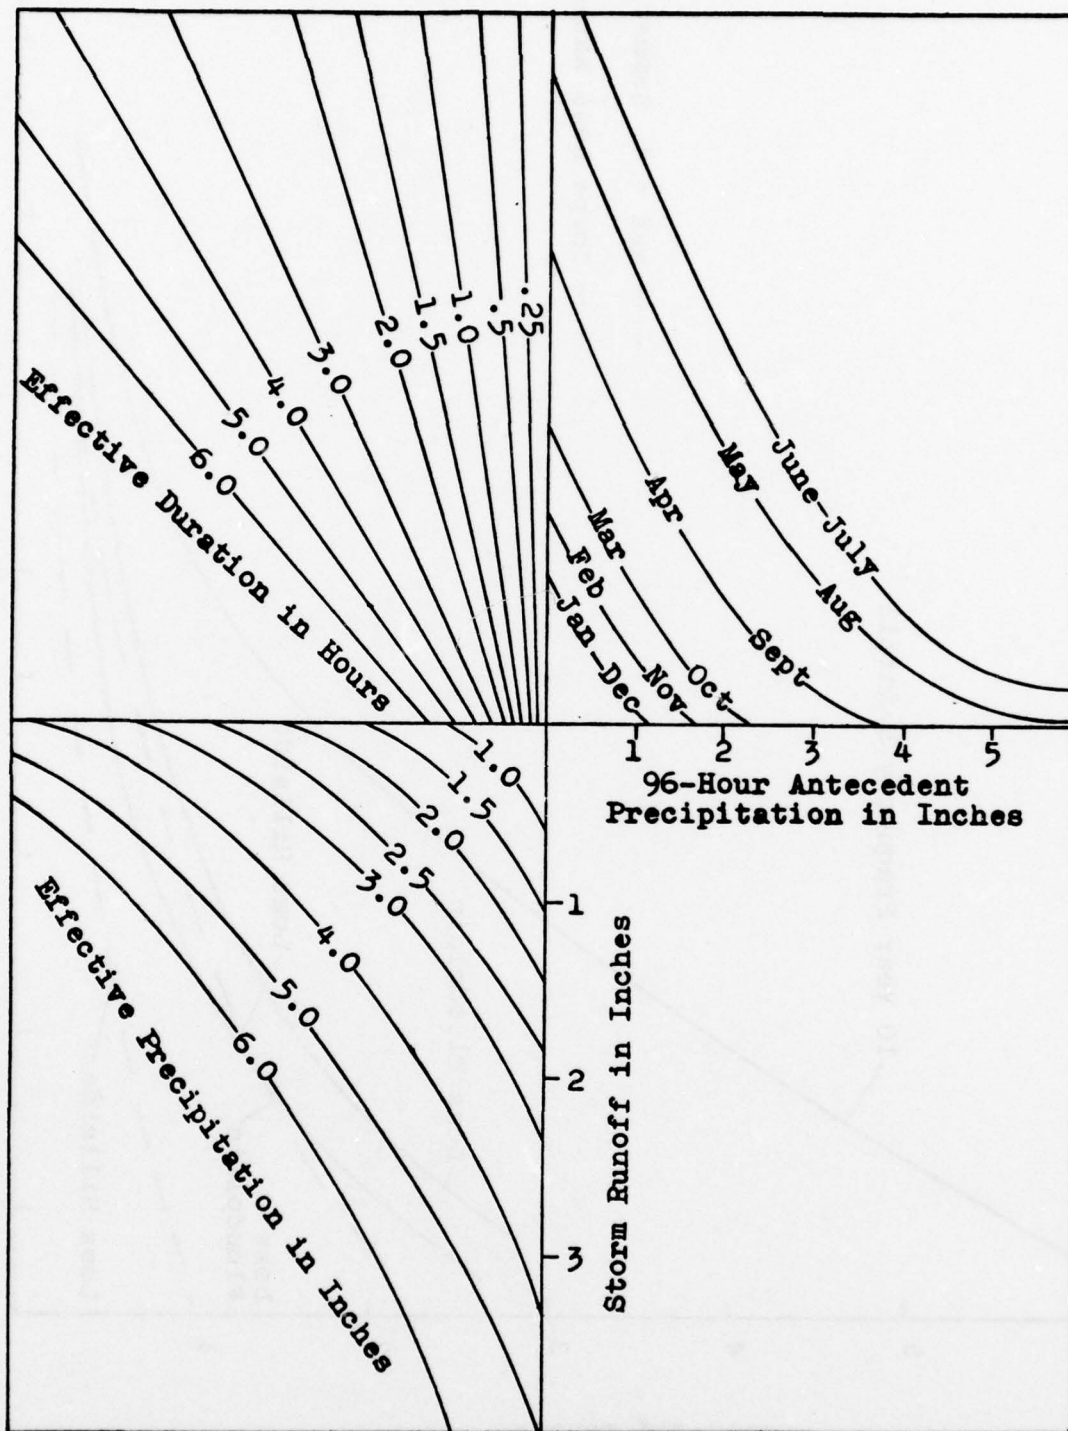 .25
.5
1.0
1.5
2.0
3.0
4.0
5.0
6.0
Effective Duration in Hours
June-July
May
Aug
Apr
Sept
Mar
Oct
Feb
Nov
Jan-Dec
1 2 3 4 5
96-Hour Antecedent
Precipitation in Inches
1.0
1.5
2.0
2.5
3.0
4.0
5.0
6.0
Effective Precipitation in Inches
1
2
3
Storm Runoff in Inches